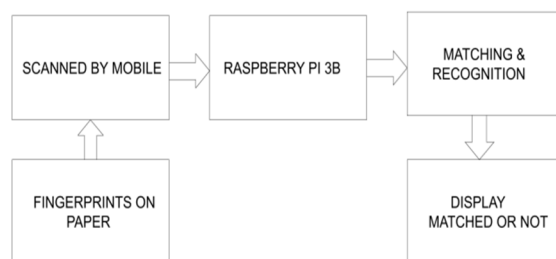 SCANNED BY MOBILE
RASPBERRY PI 3B
MATCHING &
RECOGNITION
FINGERPRINTS ON
PAPER
DISPLAY
MATCHED OR NOT